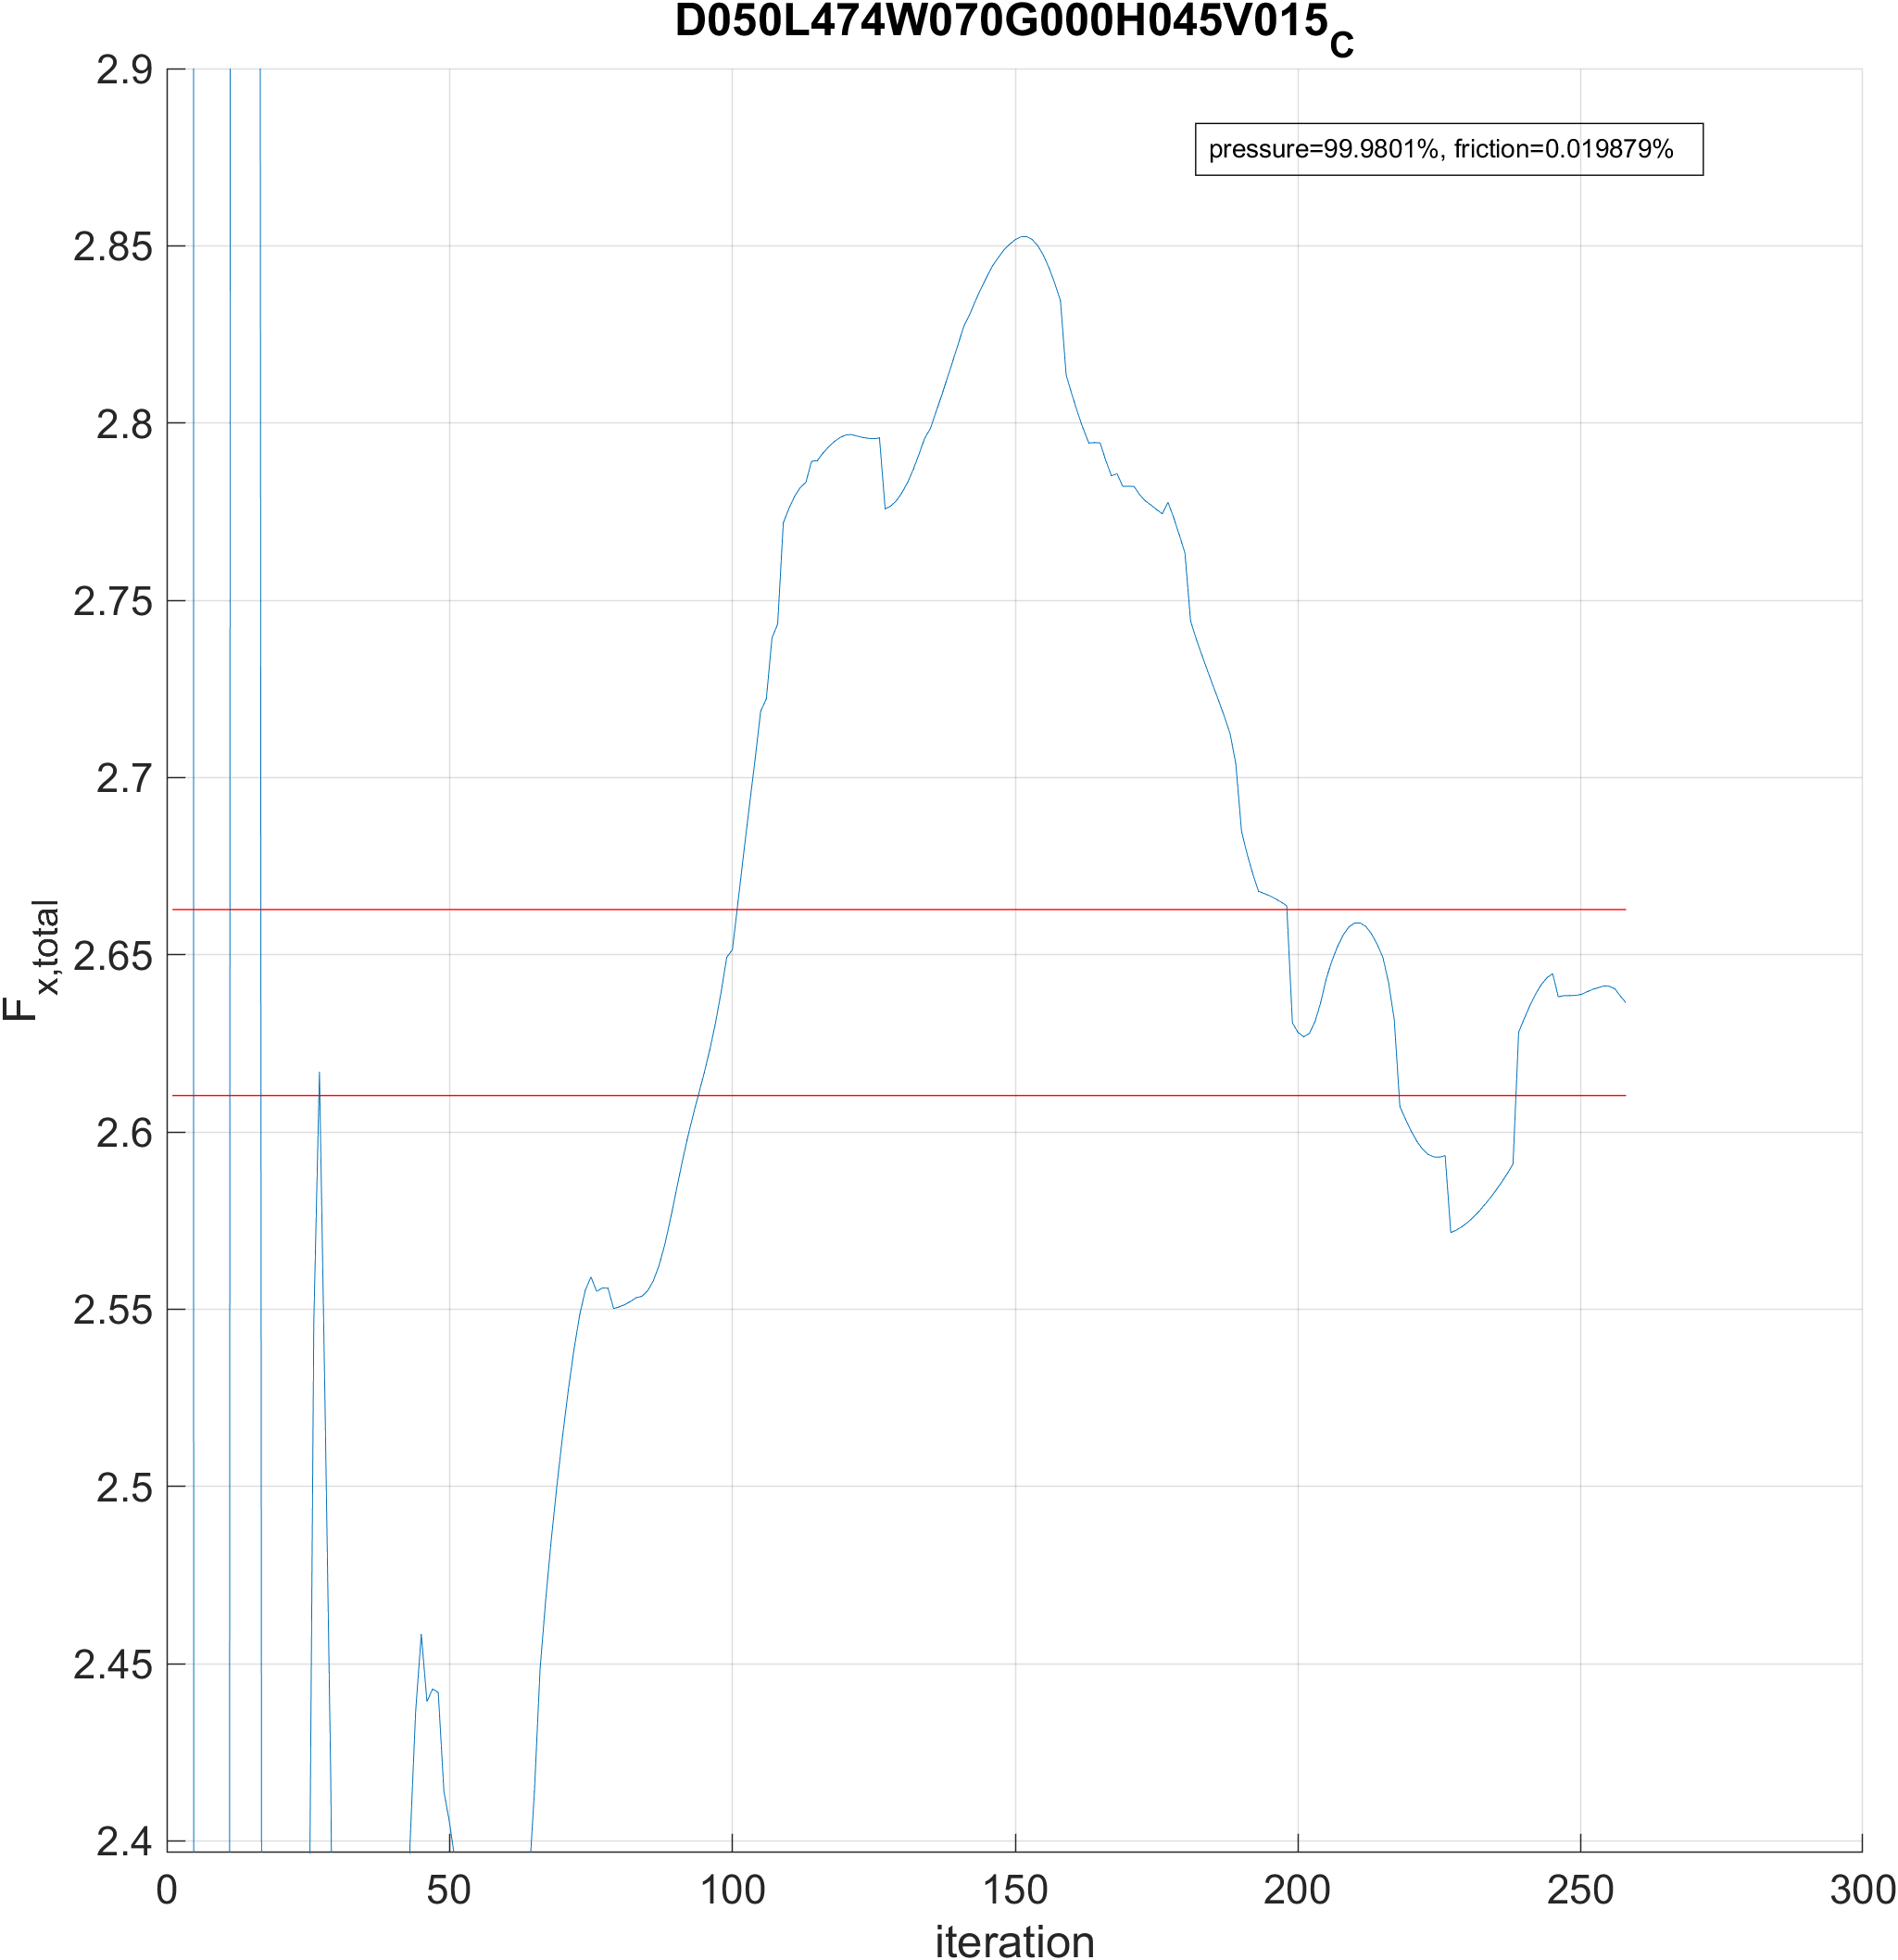 D050L474W070G000H045V015C
pressure=99.9801%, friction=0.019879%
2.9
2.85
2.8
2.75
2.7
2.65
2.6
2.55
2.5
2.45
2.4
F x,total
0 50 100 150 200 250 300
iteration